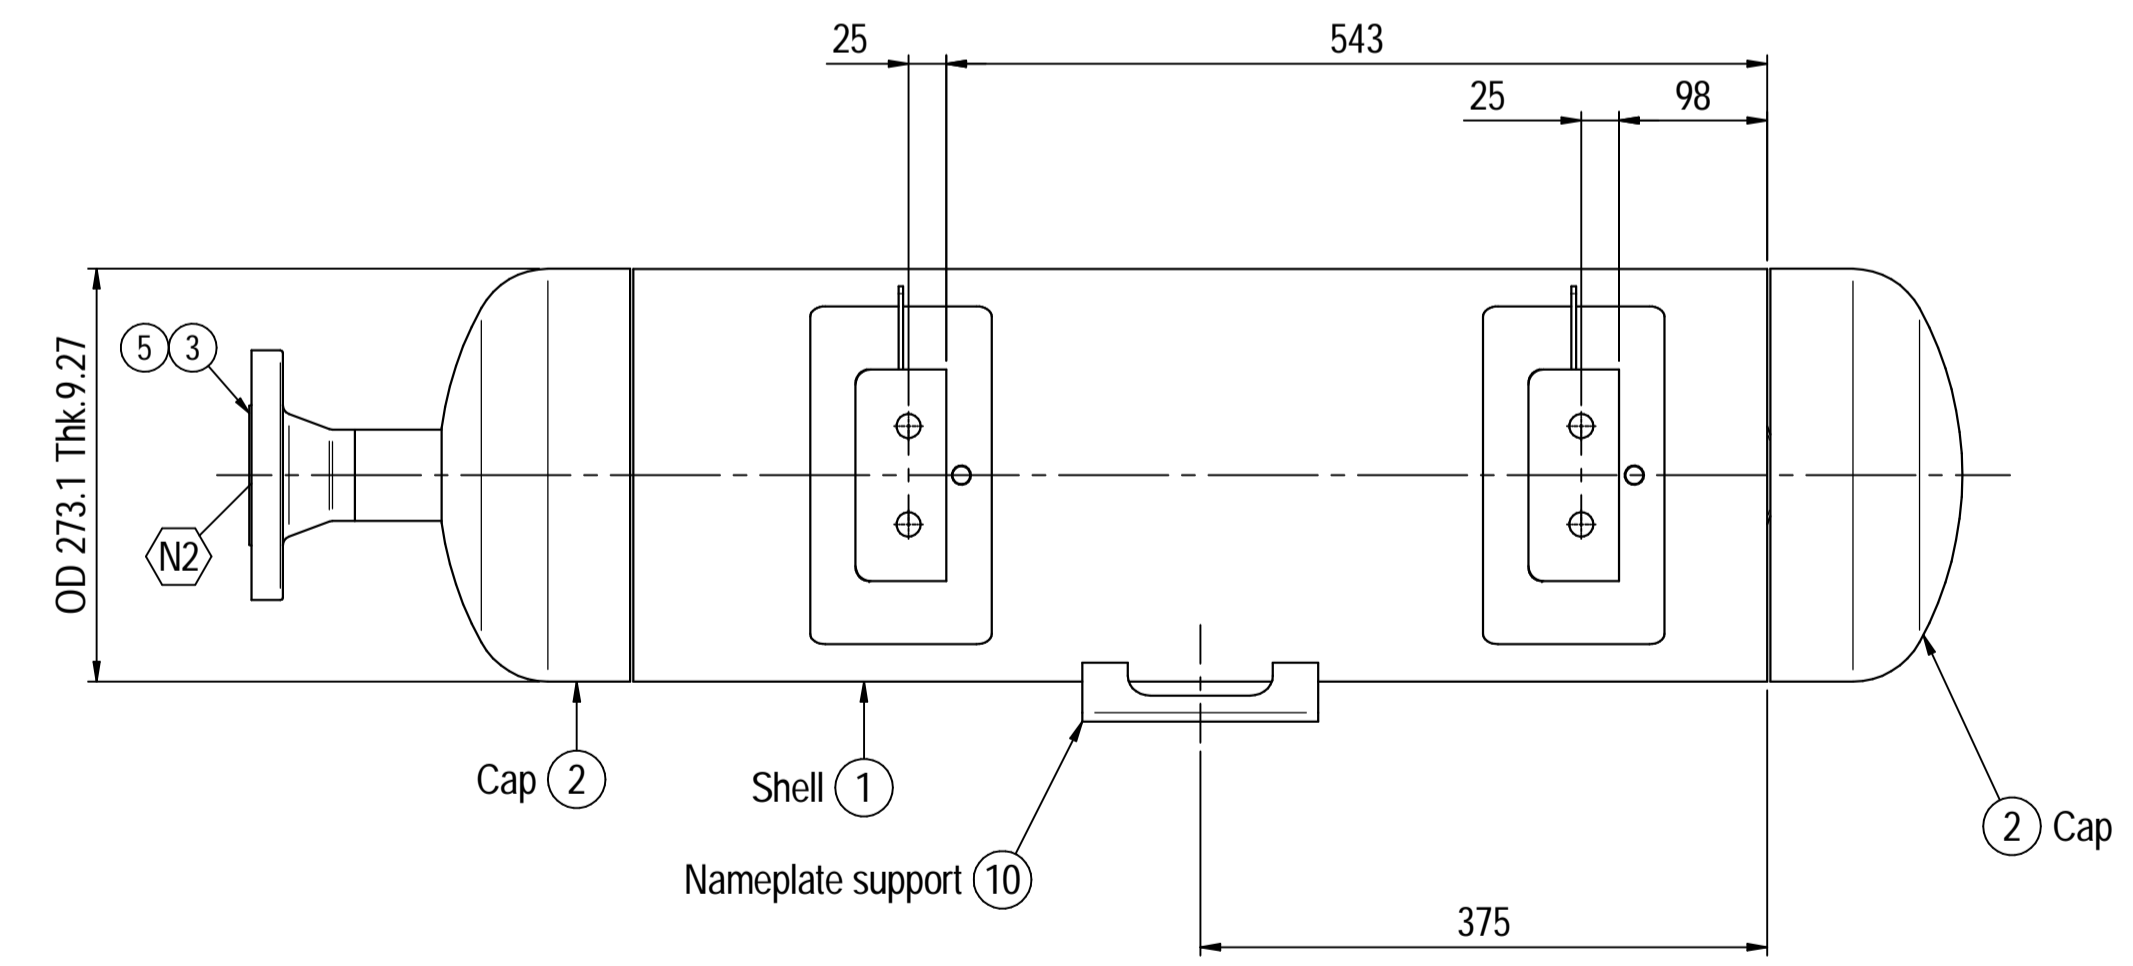 25
543
25
98
OD 273.1 Thk.9.27
5 3
N2
Cap 2
Shell 1
Nameplate support 10
2 Cap
375